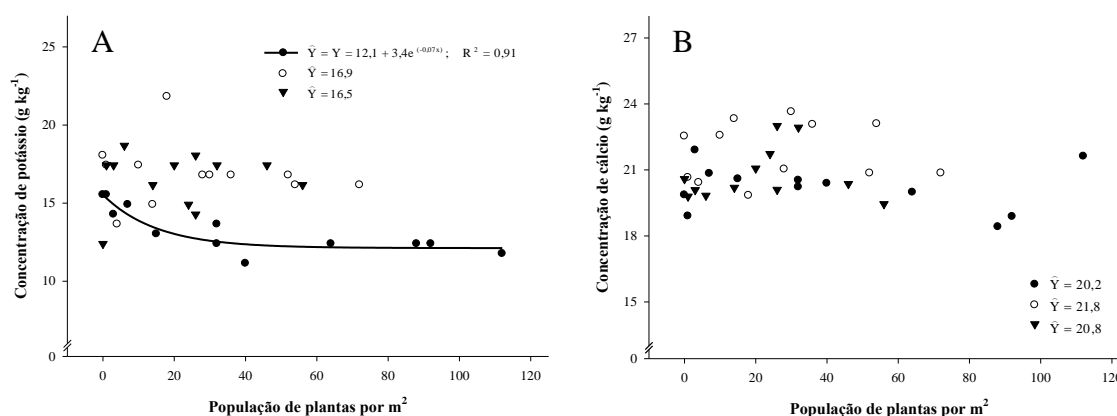 A
Ŷ = Y = 12,1 + 3,4e (-0,07x) ; R 2 = 0,91
Ŷ = 16,9
Ŷ = 16,5
Concentração de potássio (g kg-1)
25
20
15
10
0
0 20 40 60 80 100 120
População de plantas por m2
B
Concentração de cálcio (g kg-1)
27
24
21
18
15
0
Ŷ = 20,2
Ŷ = 21,8
Ŷ = 20,8
0 20 40 60 80 100 120
População de plantas por m2